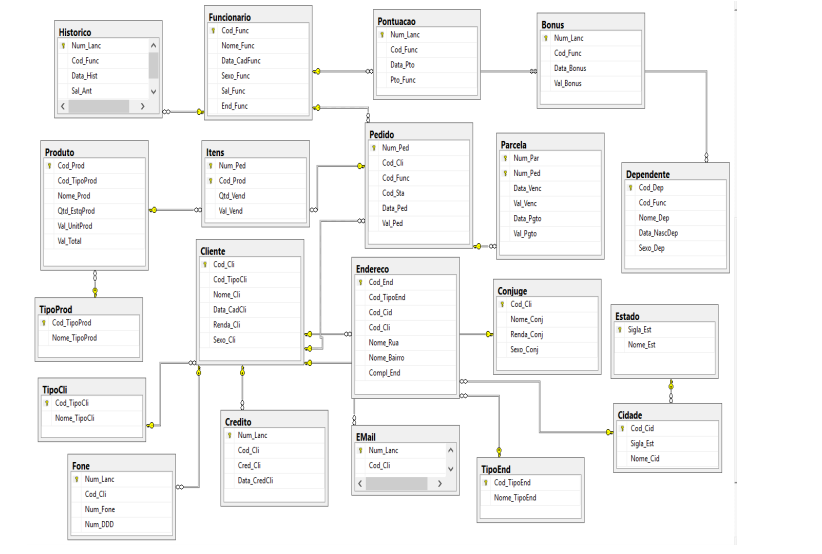 Historico
Num_Lanc
Cod_Func
Data_Hist
Sal_Ant
Funcionario
Cod_Func
Nome_Func
Data_CadFunc
Sexo_Func
Sal_Func
End_Func
Pontuacao
Num_Lanc
Cod_Func
Data_Pto
Pto_Func
Bonus
Num_Lanc
Cod_Func
Data_Bonus
Val_Bonus
Produto
Cod_Prod
Cod_TipoProd
Nome_Prod
Qtd_EstqProd
Val_UnitProd
Val_Total
Itens
Num_Ped
Cod_Prod
Qtd_Vend
Val_Vend
Pedido
Num_Ped
Cod_Cli
Cod_Func
Cod_Sta
Data_Ped
Val_Ped
Parcela
Num_Par
Num_Ped
Data_Venc
Val_Venc
Data_Pgto
Val_Pgto
Dependente
Cod_Dep
Cod_Func
Nome_Dep
Data_NascDep
Sexo_Dep
Cliente
Cod_Cli
Cod_TipoCli
Nome_Cli
Data_CadCli
Renda_Cli
Sexo_Cli
Endereco
Cod_End
Cod_TipoEnd
Cod_Cid
Cod_Cli
Nome_Rua
Nome_Bairro
Compl_End
Conjuge
Cod_Cli
Nome_Conj
Renda_Conj
Sexo_Conj
Estado
Sigla_Est
Nome_Est
TipoProd
Cod_TipoProd
Nome_TipoProd
TipoCli
Cod_TipoCli
Nome_TipoCli
Credito
Num_Lanc
Cod_Cli
Cred_Cli
Data_CredCli
EMail
Num_Lanc
Cod_Cli
Cidade
Cod_Cid
Sigla_Est
Nome_Cid
Fone
Num_Lanc
Cod_Cli
Num_Fone
Num_DDD
TipoEnd
Cod_TipoEnd
Nome_TipoEnd